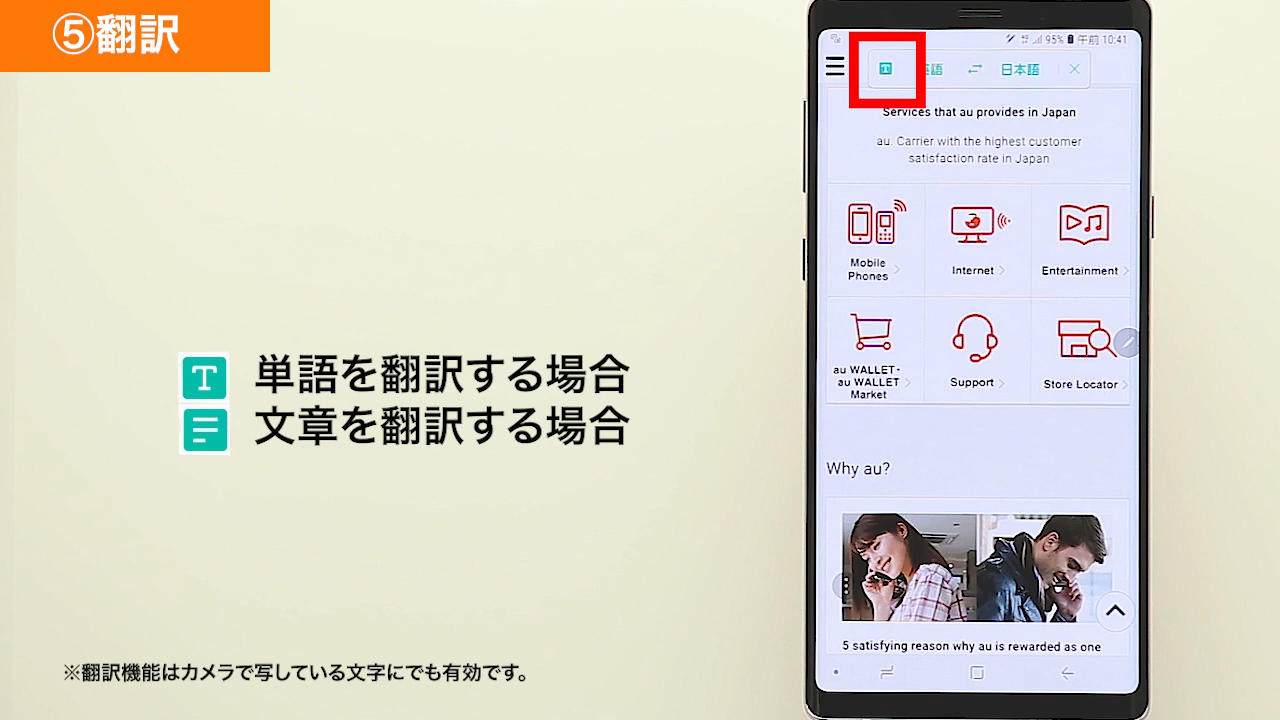 ⑤翻訳
T 単語を翻訳する場合
文章を翻訳する場合
※翻訳機能はカメラで写している文字にでも有効です。
95% 午前 10:41
T 英語 日本語
Services that au provides in Japan
au. Carrier with the highest customer
satisfaction rate in Japan
Mobile
Phones
Internet
Entertainment
au WALLET・
au WALLET
Market
Support
Store Locator
Why au?
5 satisfying reason why au is rewarded as one